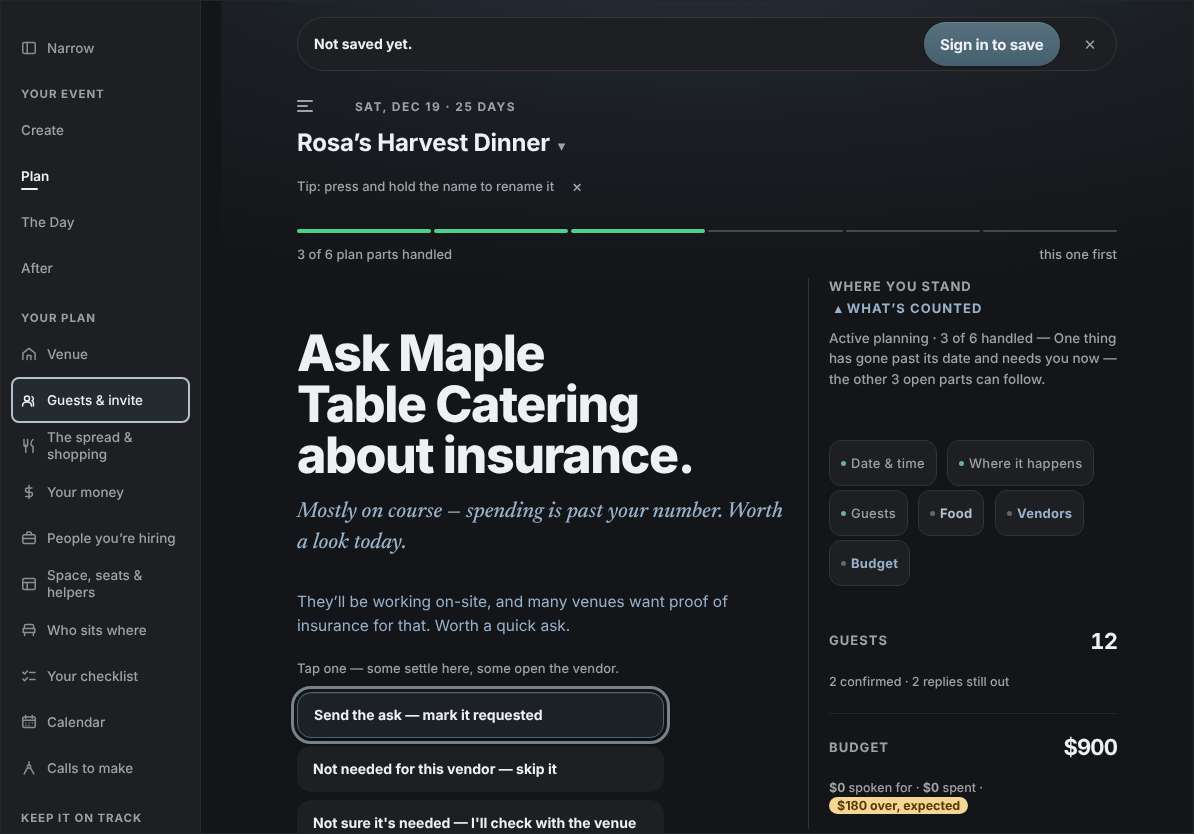 Narrow
YOUR EVENT
Create
Plan
The Day
After
YOUR PLAN
Venue
Guests & invite
The spread &
shopping
Your money
People you’re hiring
Space, seats &
helpers
Who sits where
Your checklist
Calendar
Calls to make
KEEP IT ON TRACK
Not saved yet.
Sign in to save
SAT, DEC 19 · 25 DAYS
Rosa’s Harvest Dinner
Tip: press and hold the name to rename it
3 of 6 plan parts handled
this one first
Ask Maple
Table Catering
about insurance.
Mostly on course — spending is past your number. Worth
a look today.
They’ll be working on-site, and many venues want proof of
insurance for that. Worth a quick ask.
Tap one — some settle here, some open the vendor.
Send the ask — mark it requested
Not needed for this vendor — skip it
Not sure it's needed — I'll check with the venue
WHERE YOU STAND
▲ WHAT’S COUNTED
Active planning · 3 of 6 handled — One thing
has gone past its date and needs you now —
the other 3 open parts can follow.
Date & time
Where it happens
Guests
Food
Vendors
Budget
GUESTS
12
2 confirmed · 2 replies still out
BUDGET
$900
$0 spoken for · $0 spent ·
$180 over, expected